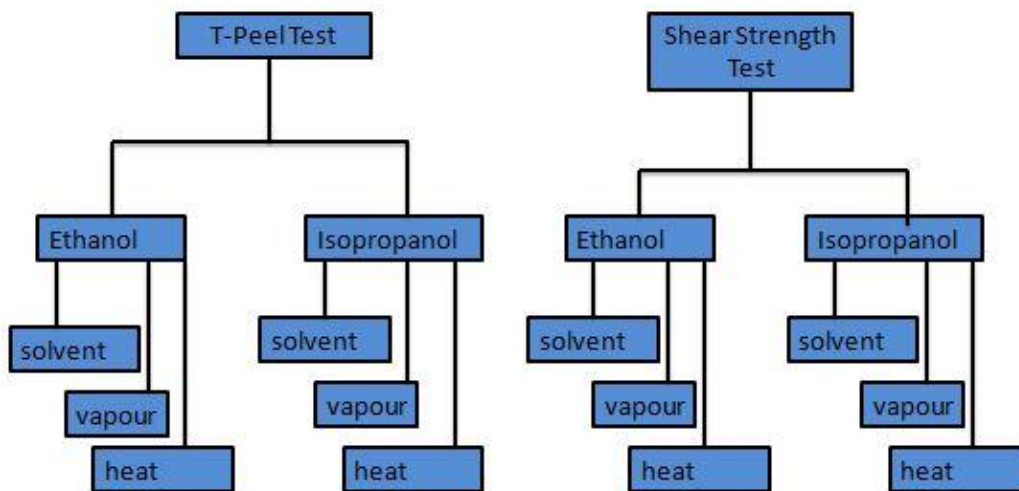 T-Peel Test
Ethanol
Isopropanol
solvent
vapour
heat
solvent
vapour
heat
Shear Strength
Test
Ethanol
Isopropanol
solvent
vapour
heat
solvent
vapour
heat